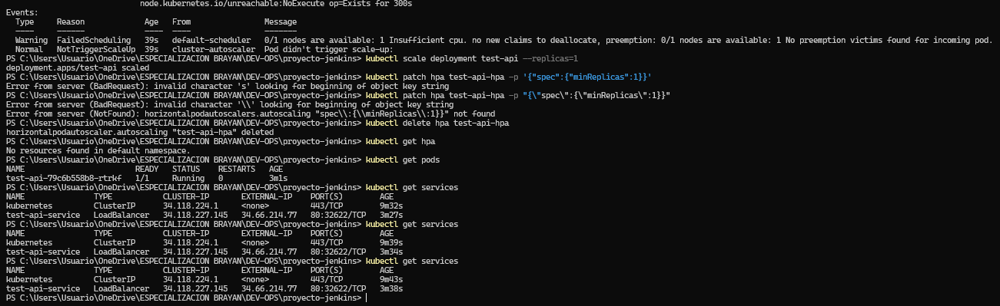 node.kubernetes.io/unreachable:NoExecute op=Exists for 300s
Events:
  Type     Reason             Age   From                Message
  ----     ------             ----  ----                -------
  Warning  FailedScheduling   39s   default-scheduler   0/1 nodes are available: 1 Insufficient cpu. no new claims to deallocate, preemption: 0/1 nodes are available: 1 No preemption victims found for incoming pod.
  Normal   NotTriggerScaleUp  39s   cluster-autoscaler  Pod didn't trigger scale-up:
PS C:\Users\Usuario\OneDrive\ESPECIALIZACION BRAYAN\DEV-OPS\proyecto-jenkins> kubectl scale deployment test-api --replicas=1
deployment.apps/test-api scaled
PS C:\Users\Usuario\OneDrive\ESPECIALIZACION BRAYAN\DEV-OPS\proyecto-jenkins> kubectl patch hpa test-api-hpa -p '{"spec":{"minReplicas":1}}'
Error from server (BadRequest): invalid character 's' looking for beginning of object key string
PS C:\Users\Usuario\OneDrive\ESPECIALIZACION BRAYAN\DEV-OPS\proyecto-jenkins> kubectl patch hpa test-api-hpa -p "{\"spec\":{\"minReplicas\":1}}"
Error from server (BadRequest): invalid character '\\' looking for beginning of object key string
Error from server (NotFound): horizontalpodautoscalers.autoscaling "spec\\:{\\minReplicas\\:1}}" not found
PS C:\Users\Usuario\OneDrive\ESPECIALIZACION BRAYAN\DEV-OPS\proyecto-jenkins> kubectl delete hpa test-api-hpa
horizontalpodautoscaler.autoscaling "test-api-hpa" deleted
PS C:\Users\Usuario\OneDrive\ESPECIALIZACION BRAYAN\DEV-OPS\proyecto-jenkins> kubectl get hpa
No resources found in default namespace.
PS C:\Users\Usuario\OneDrive\ESPECIALIZACION BRAYAN\DEV-OPS\proyecto-jenkins> kubectl get pods
NAME                        READY   STATUS    RESTARTS   AGE
test-api-79c6b558b8-rtrkf   1/1     Running   0          3m1s
PS C:\Users\Usuario\OneDrive\ESPECIALIZACION BRAYAN\DEV-OPS\proyecto-jenkins> kubectl get services
NAME               TYPE           CLUSTER-IP       EXTERNAL-IP    PORT(S)        AGE
kubernetes         ClusterIP      34.118.224.1     <none>         443/TCP        9m32s
test-api-service   LoadBalancer   34.118.227.145   34.66.214.77   80:32622/TCP   3m27s
PS C:\Users\Usuario\OneDrive\ESPECIALIZACION BRAYAN\DEV-OPS\proyecto-jenkins> kubectl get services
NAME               TYPE           CLUSTER-IP       EXTERNAL-IP    PORT(S)        AGE
kubernetes         ClusterIP      34.118.224.1     <none>         443/TCP        9m39s
test-api-service   LoadBalancer   34.118.227.145   34.66.214.77   80:32622/TCP   3m34s
PS C:\Users\Usuario\OneDrive\ESPECIALIZACION BRAYAN\DEV-OPS\proyecto-jenkins> kubectl get services
NAME               TYPE           CLUSTER-IP       EXTERNAL-IP    PORT(S)        AGE
kubernetes         ClusterIP      34.118.224.1     <none>         443/TCP        9m43s
test-api-service   LoadBalancer   34.118.227.145   34.66.214.77   80:32622/TCP   3m38s
PS C:\Users\Usuario\OneDrive\ESPECIALIZACION BRAYAN\DEV-OPS\proyecto-jenkins>